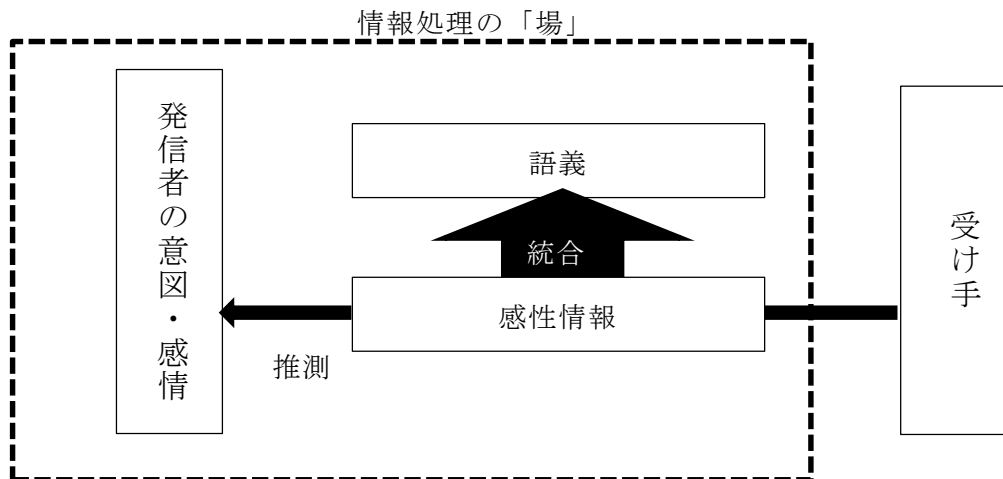 情報処理の「場」
発信者の意図・感情
語義
統合
感性情報
推測
受け手